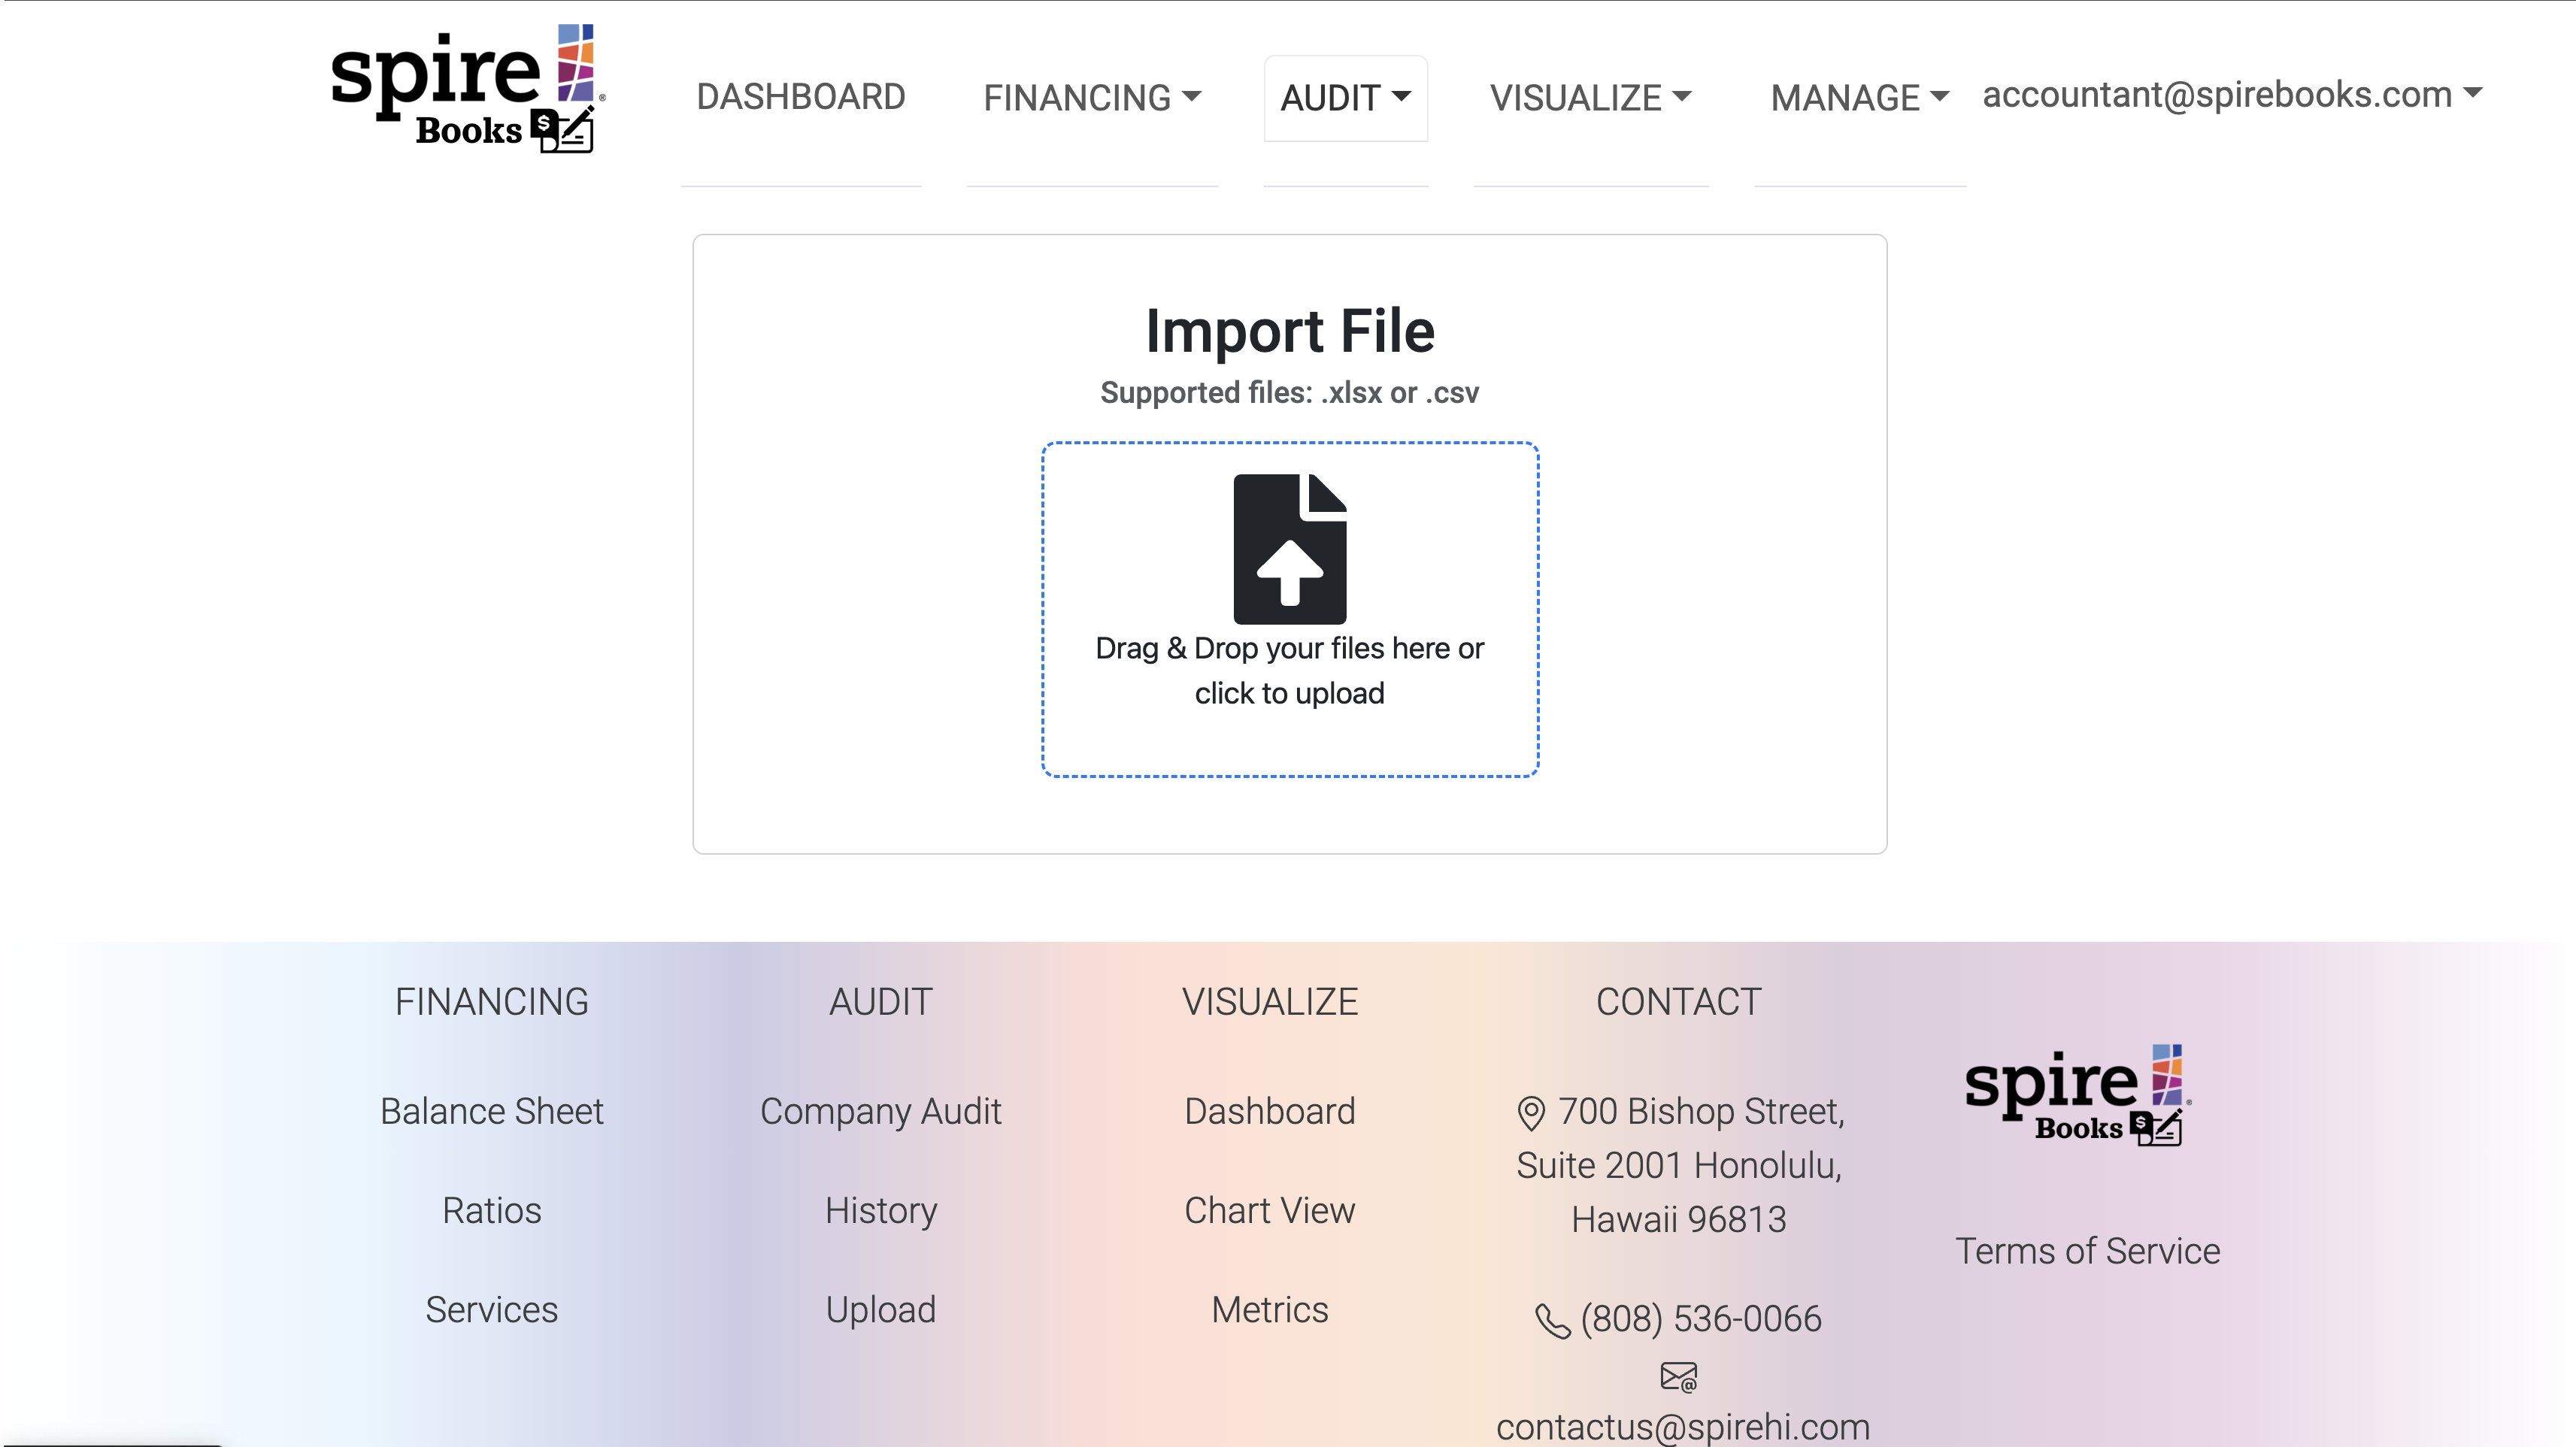 spire
Books
DASHBOARD
FINANCING
AUDIT
VISUALIZE
MANAGE
accountant@spirebooks.com
Import File
Supported files: .xlsx or .csv
Drag & Drop your files here or
click to upload
FINANCING
Balance Sheet
Ratios
Services
AUDIT
Company Audit
History
Upload
VISUALIZE
Dashboard
Chart View
Metrics
CONTACT
700 Bishop Street,
Suite 2001 Honolulu,
Hawaii 96813
(808) 536-0066
contactus@spirehi.com
spire
Books
Terms of Service